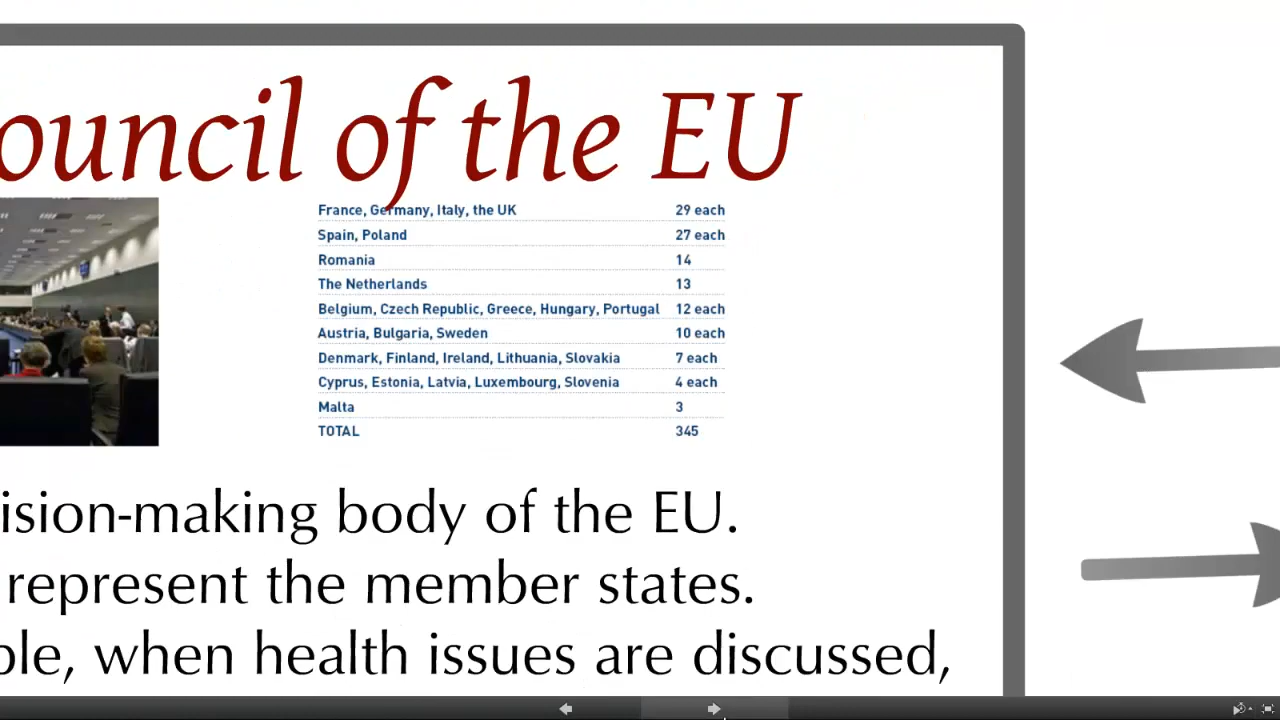 ouncil of the EU
France, Germany, Italy, the UK 29 each
Spain, Poland 27 each
Romania 14
The Netherlands 13
Belgium, Czech Republic, Greece, Hungary, Portugal 12 each
Austria, Bulgaria, Sweden 10 each
Denmark, Finland, Ireland, Lithuania, Slovakia 7 each
Cyprus, Estonia, Latvia, Luxembourg, Slovenia 4 each
Malta 3
TOTAL 345
ision-making body of the EU.
represent the member states.
ple, when health issues are discussed,